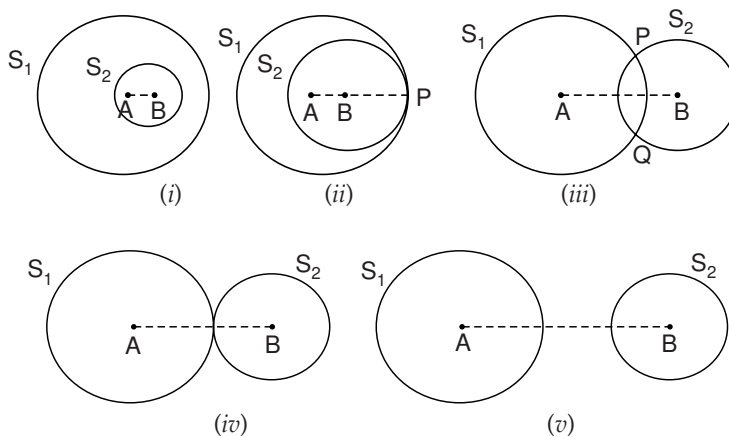 S1 S2 A B
(i)
S1 S2 A B P
(ii)
S1 P S2 A B Q
(iii)
S1 S2 A B
(iv)
S1 S2 A B
(v)